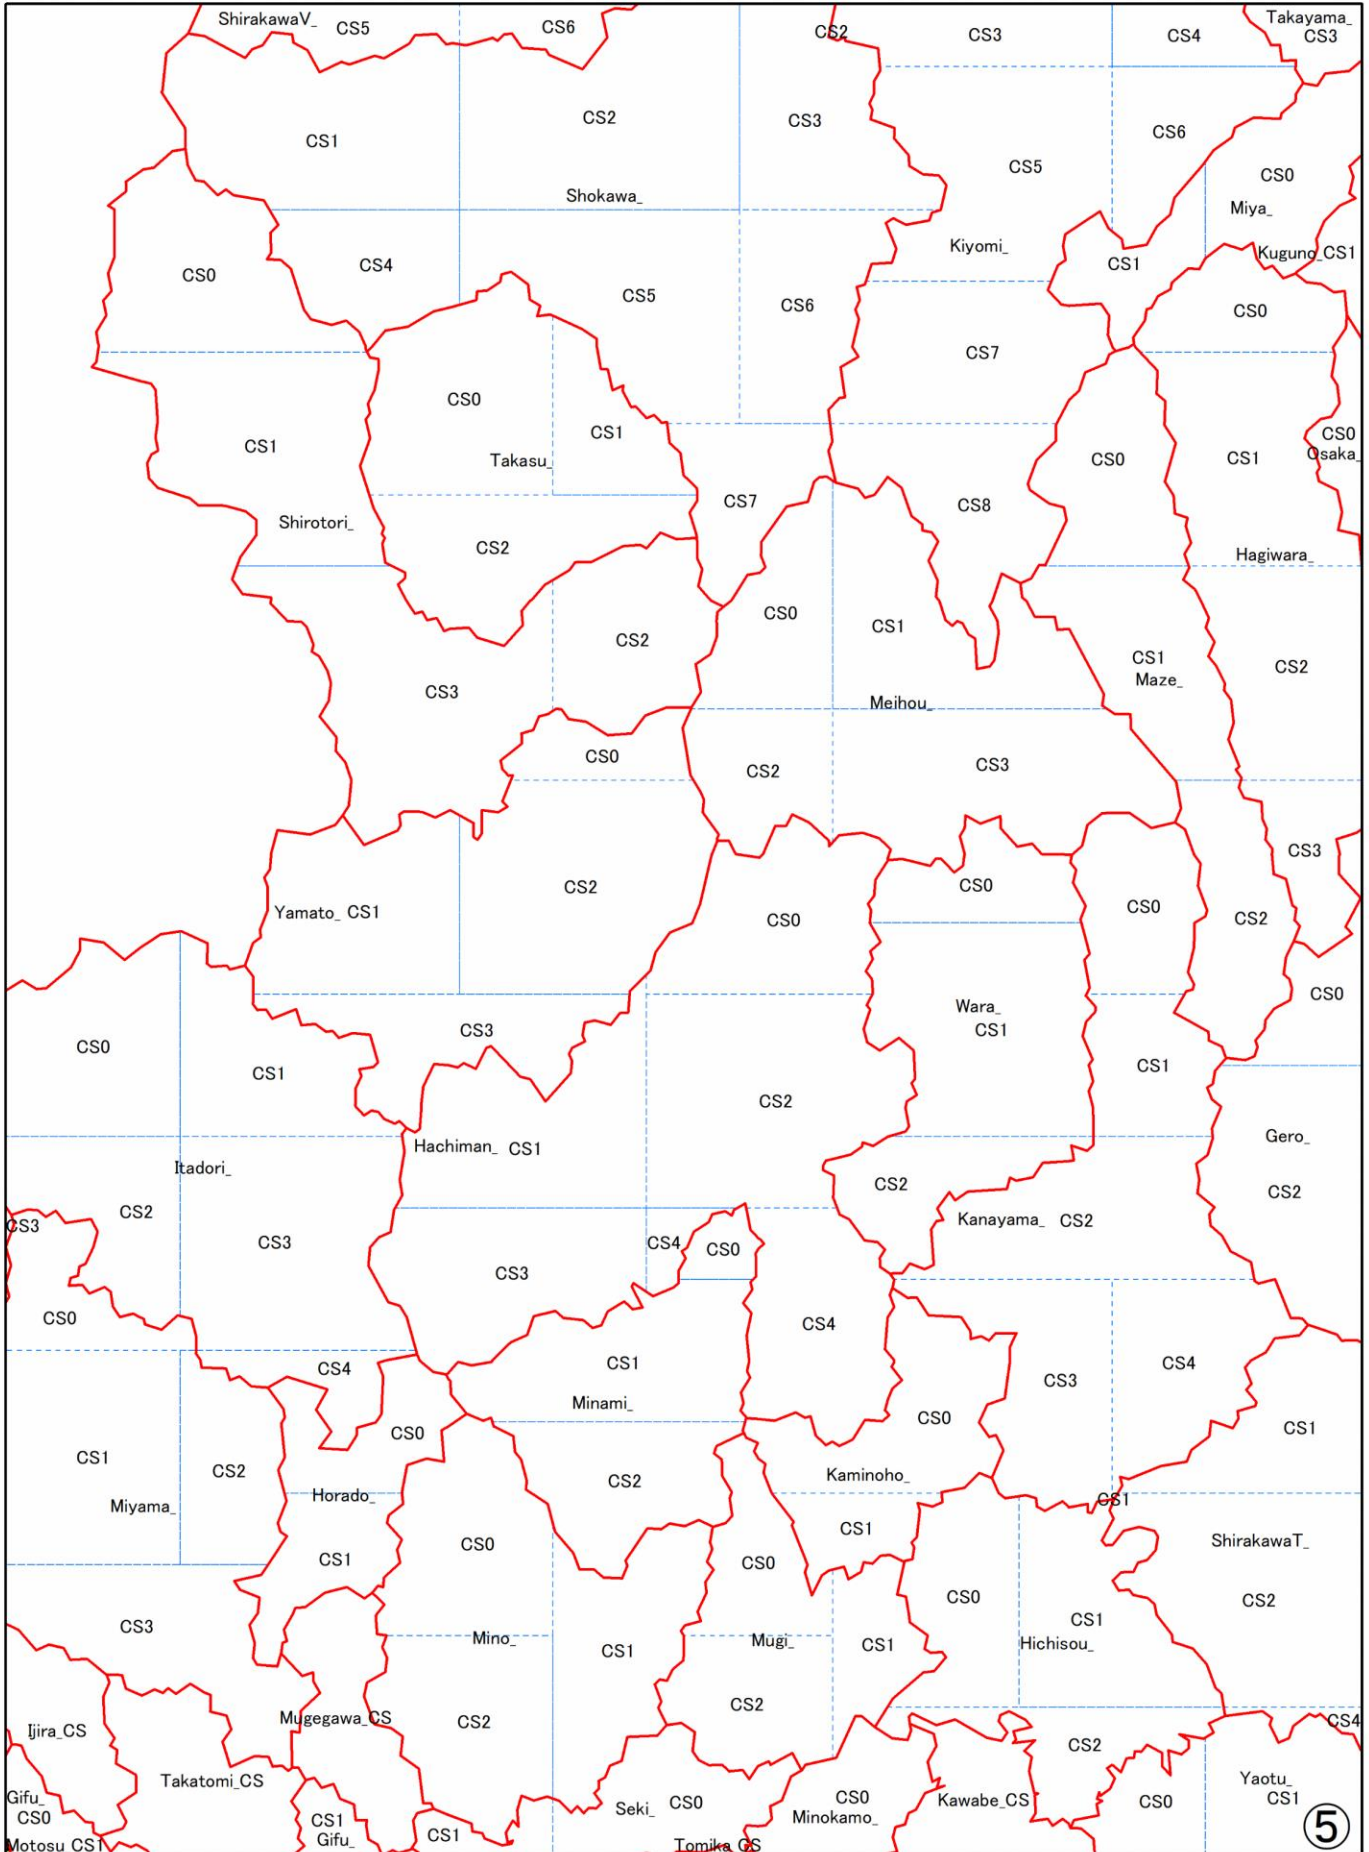 ShirakawaV_
CS5
CS6
CS2
CS3
CS4
Takayama_
CS3
CS1
CS2
CS3
CS5
CS6
CS0
Miya_
Shokawa_
Kiyomi_
Kuguno_CS1
CS0
CS4
CS5
CS6
CS1
CS0
CS7
CS0
CS1
CS0
CS1
Takasu_
CS7
CS8
CS0
CS1
CS0
Osaka_
Shirotori_
CS2
Hagiwara_
CS0
CS1
CS2
CS3
CS1
Maze_
CS2
Meihou_
CS0
CS2
CS3
CS2
CS0
CS0
CS0
CS3
Yamato_ CS1
CS0
CS2
CS0
Wara_
CS1
CS3
CS0
CS1
CS1
CS2
Hachiman_ CS1
Gero_
Itadori_
CS2
CS2
CS3
CS2
Kanayama_ CS2
CS3
CS4
CS0
CS3
CS0
CS4
CS4
CS1
CS3
CS4
Minami_
CS0
CS0
CS1
CS1
CS2
CS2
Kaminoho_
Miyama_
Horado_
CS1
CS1
CS0
CS1
CS0
ShirakawaT_
CS0
CS2
CS3
CS1
Mino_
CS1
Mugi_
CS1
Hichisou_
CS2
CS2
Mugegawa_CS
Ijira_CS
CS4
CS2
Takatomi_CS
Yaotu_
CS1
Gifu_
CS0
CS1
Gifu_
CS1
Seki_
CS0
CS0
Minokamo_
Kawabe_CS
CS0
Motosu CS1
Tomika CS
⑤